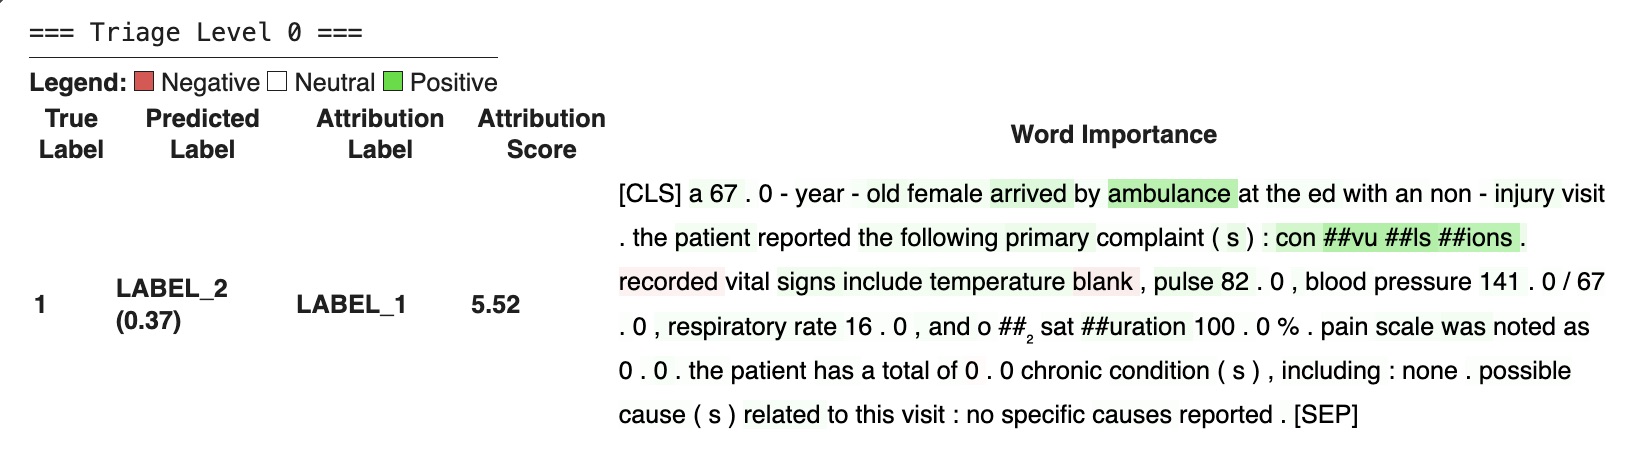 === Triage Level 0 ===
Legend: Negative Neutral Positive
True Label Predicted Label Attribution Label Attribution Score Word Importance
1 LABEL_2 (0.37) LABEL_1 5.52
[CLS] a 67 . 0 - year - old female arrived by ambulance at the ed with an non - injury visit
. the patient reported the following primary complaint ( s ) : con ##vu ##ls ##ions .
recorded vital signs include temperature blank , pulse 82 . 0 , blood pressure 141 . 0 / 67
. 0 , respiratory rate 16 . 0 , and o ##₂ sat ##uration 100 . 0 % . pain scale was noted as
0 . 0 . the patient has a total of 0 . 0 chronic condition ( s ) , including : none . possible
cause ( s ) related to this visit : no specific causes reported . [SEP]